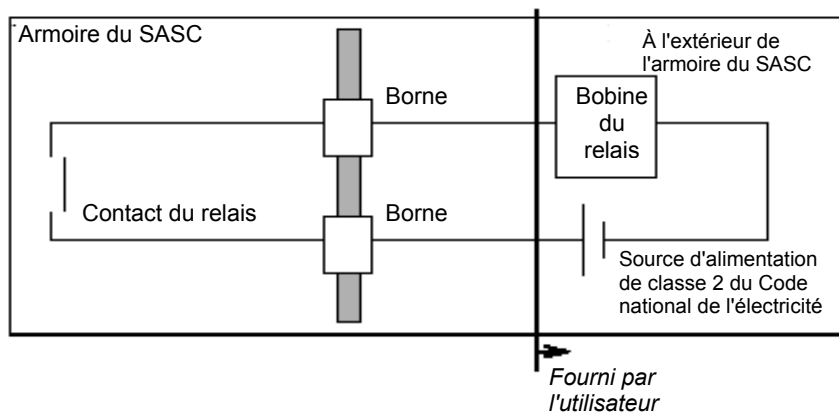 Armoire du SASC
À l'extérieur de
l'armoire du SASC
Borne
Bobine
du
relais
Contact du relais
Borne
Source d'alimentation
de classe 2 du Code
national de l'électricité
Fourni par
l'utilisateur